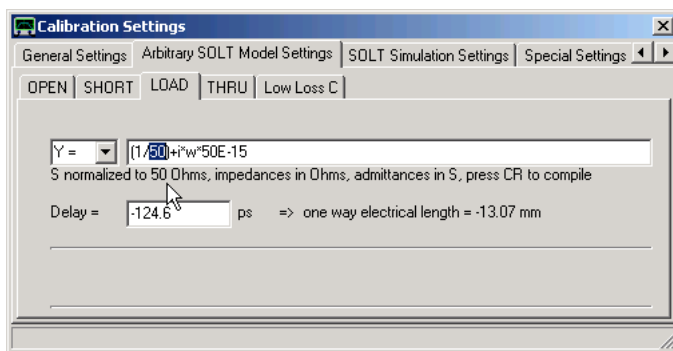 Calibration Settings
General Settings Arbitrary SOLT Model Settings SOLT Simulation Settings Special Settings
OPEN SHORT LOAD THRU Low Loss C
Y = (1/50)+i*w*50E-15
S normalized to 50 Ohms, impedances in Ohms, admittances in S, press CR to compile
Delay = -124.6 ps => one way electrical length = -13.07 mm